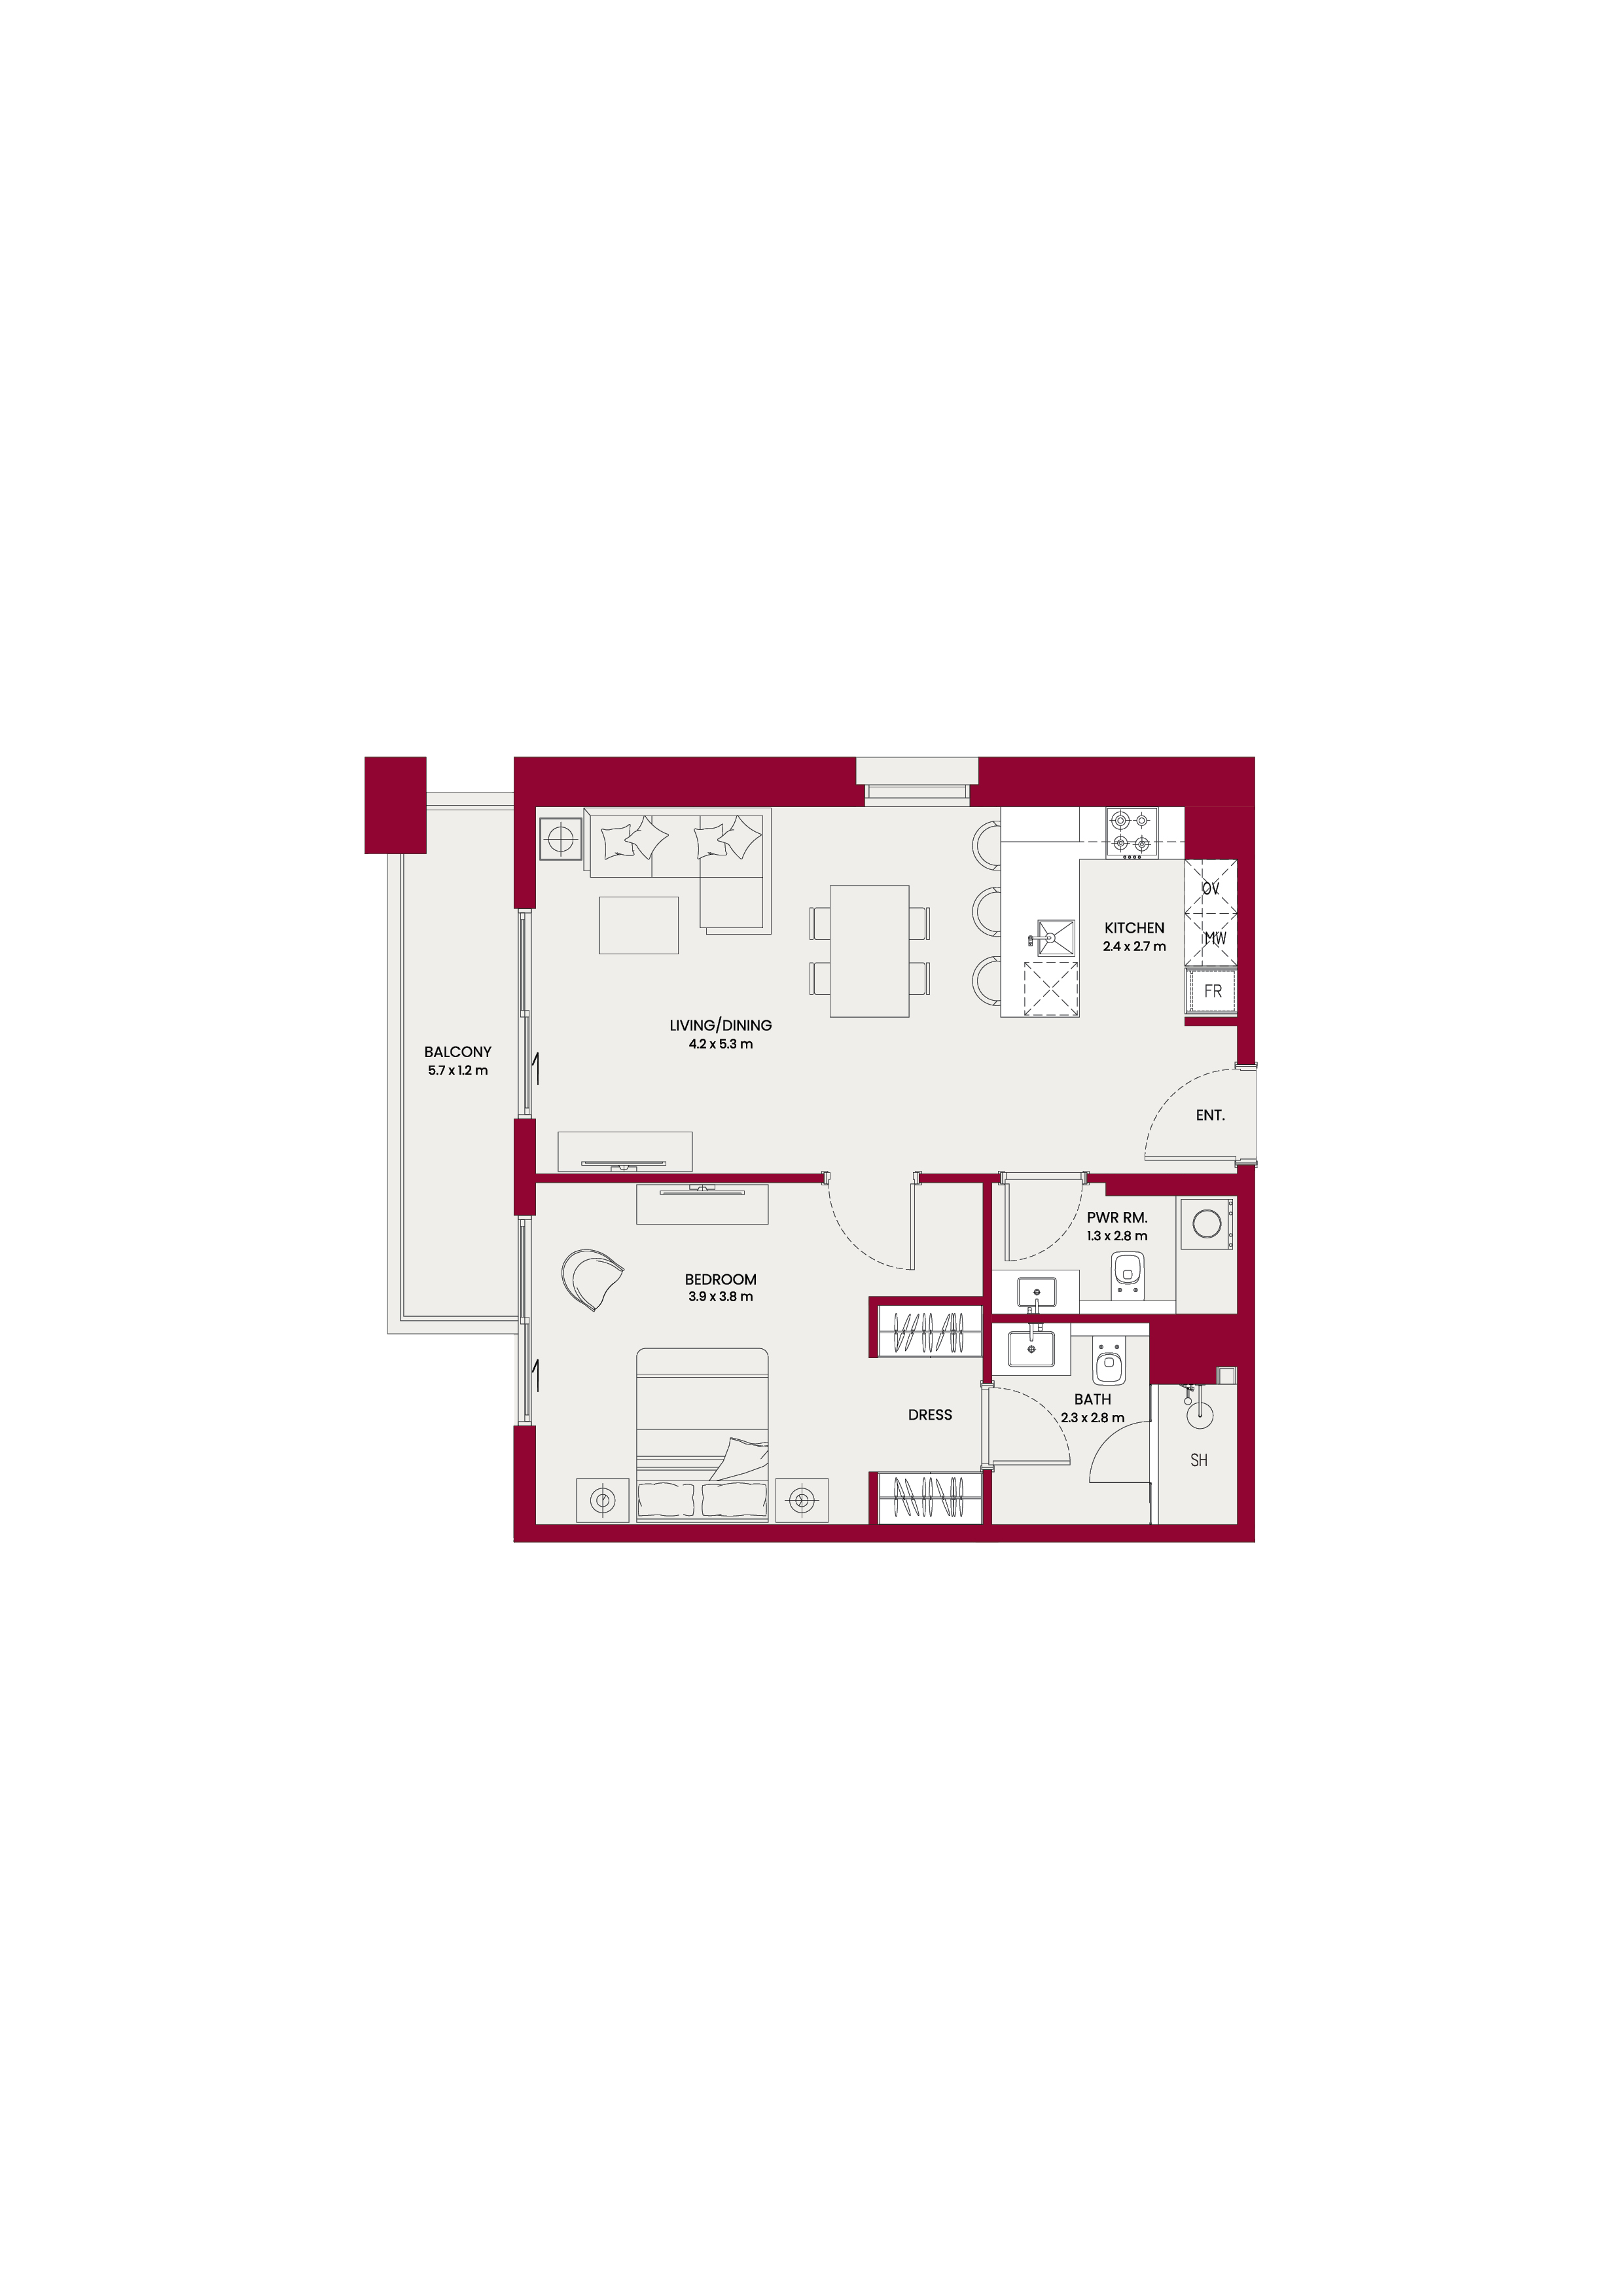 OV
MW
FR
KITCHEN
2.4 x 2.7 m
LIVING/DINING
4.2 x 5.3 m
BALCONY
5.7 x 1.2 m
ENT.
PWR RM.
1.3 x 2.8 m
BEDROOM
3.9 x 3.8 m
DRESS
BATH
2.3 x 2.8 m
SH